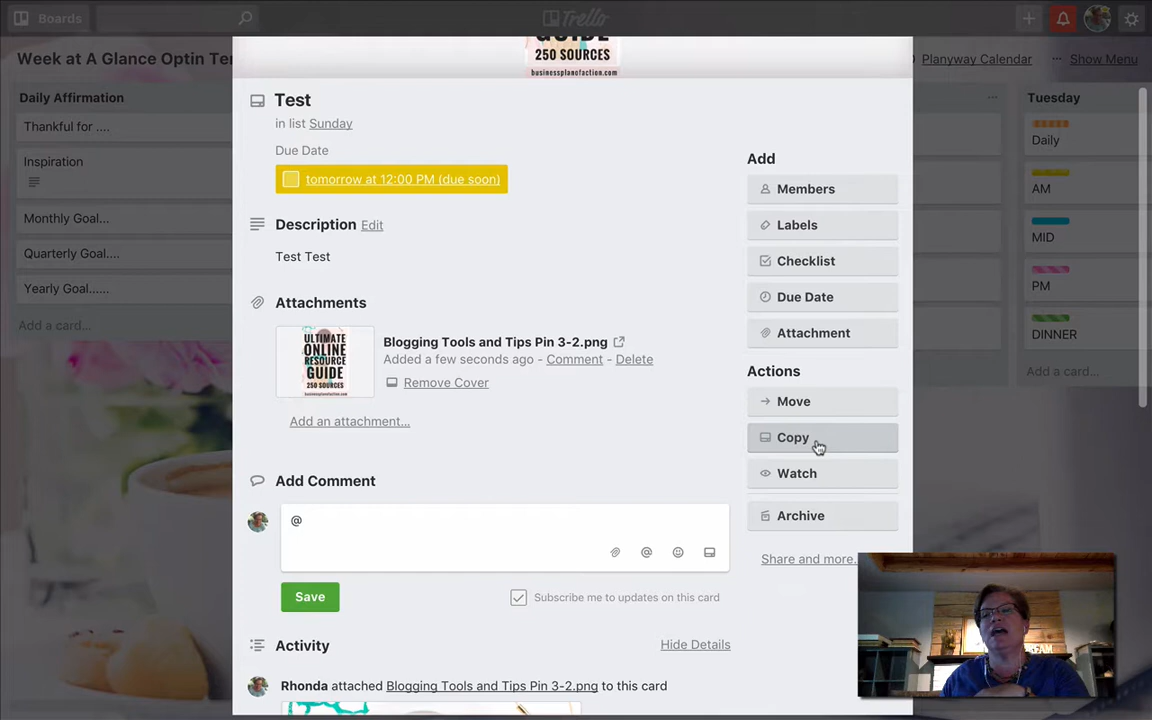 Boards
Trello
Week at A Glance Optin Te
Planyway Calendar
··· Show Menu
Daily Affirmation
Thankful for ....
Inspiration
Monthly Goal...
Quarterly Goal....
Yearly Goal......
Add a card...
GUIDE
250 SOURCES
businessplanofaction.com
Test
in list Sunday
Due Date
tomorrow at 12:00 PM (due soon)
Description Edit
Test Test
Attachments
ULTIMATE
ONLINE
RESOURCE
GUIDE
250 SOURCES
businessplanofaction.com
Blogging Tools and Tips Pin 3-2.png
Added a few seconds ago - Comment - Delete
Remove Cover
Add an attachment...
Add Comment
@
@
Save
Subscribe me to updates on this card
Activity
Hide Details
Rhonda attached Blogging Tools and Tips Pin 3-2.png to this card
Add
Members
Labels
Checklist
Due Date
Attachment
Actions
Move
Copy
Watch
Archive
Share and more...
···
Tuesday
Daily
AM
MID
PM
DINNER
Add a card...